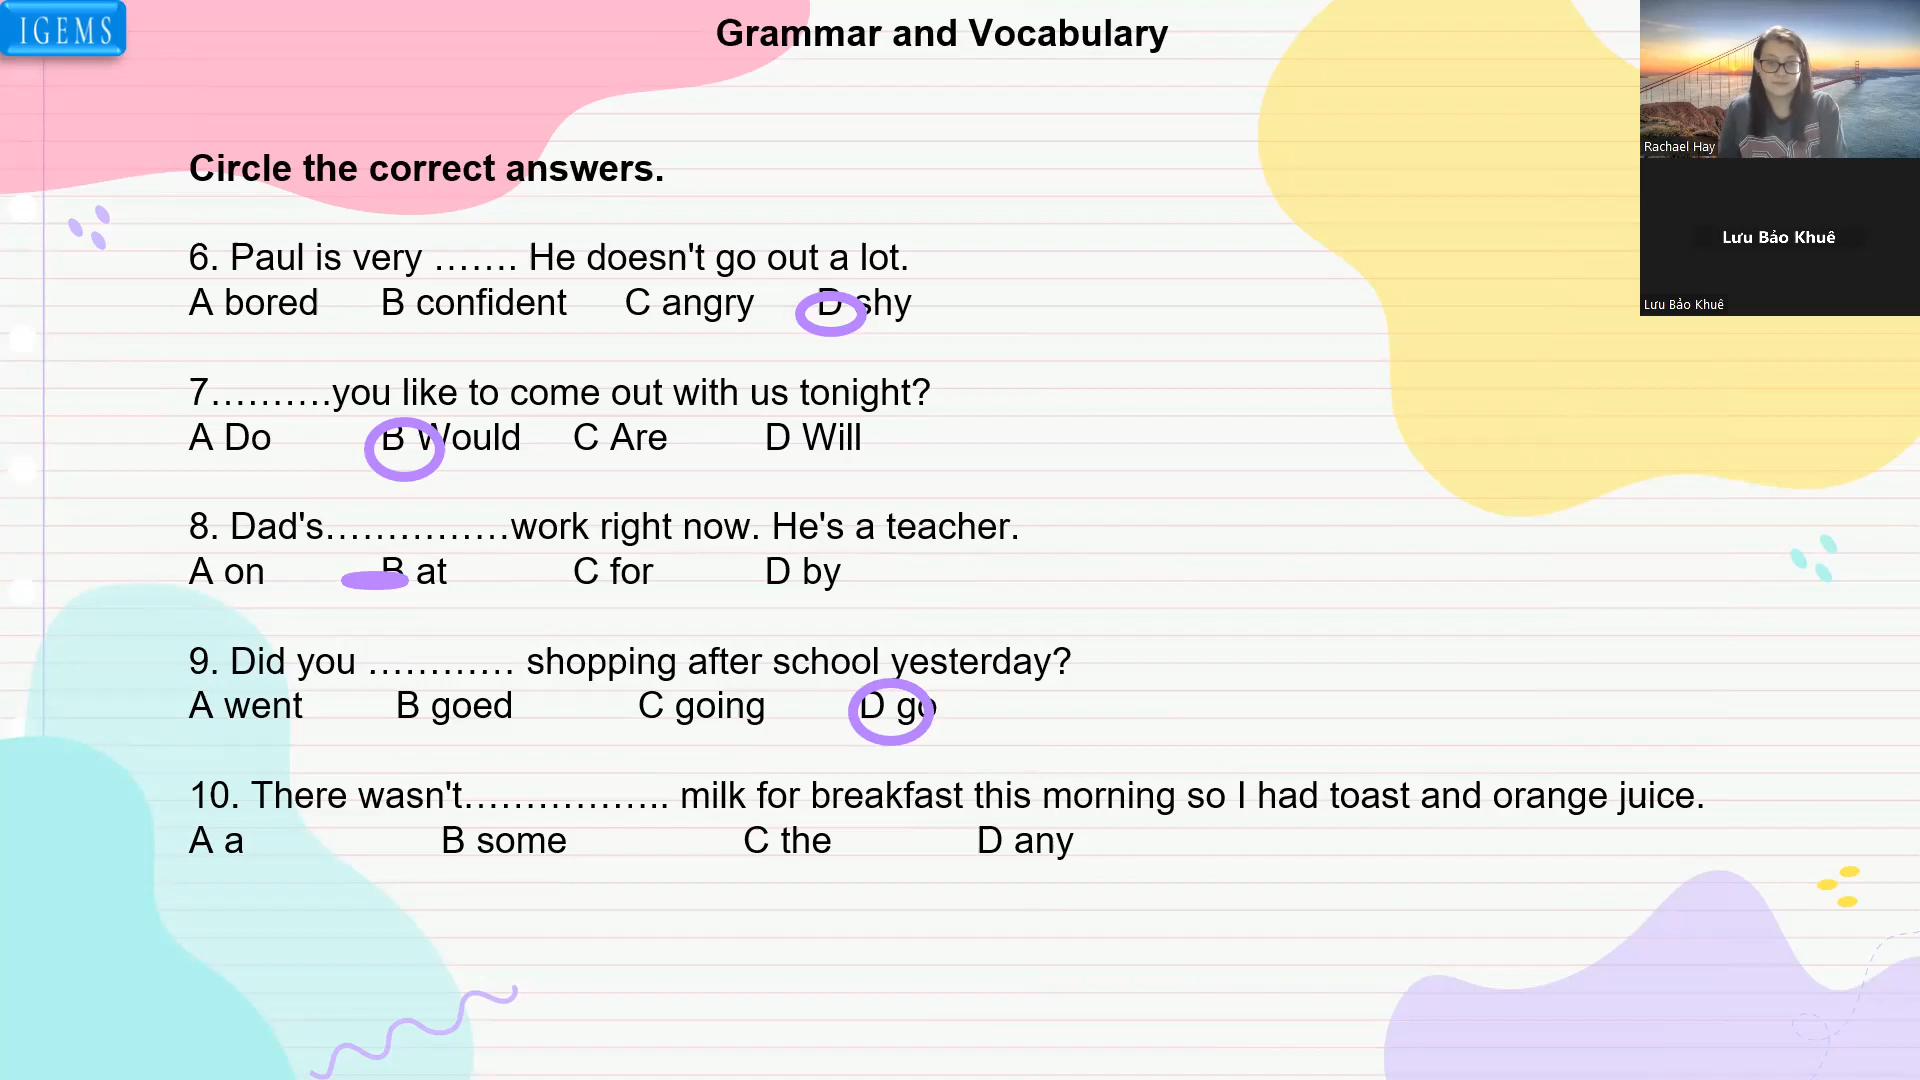 IGEMS
Grammar and Vocabulary
Rachael Hay
Lưu Bảo Khuê
Lưu Bảo Khuê
Circle the correct answers.
6. Paul is very ……. He doesn't go out a lot.
A bored B confident C angry D shy
7……….you like to come out with us tonight?
A Do B Would C Are D Will
8. Dad's……………work right now. He's a teacher.
A on B at C for D by
9. Did you ………… shopping after school yesterday?
A went B goed C going D go
10. There wasn't…………….. milk for breakfast this morning so I had toast and orange juice.
A a B some C the D any